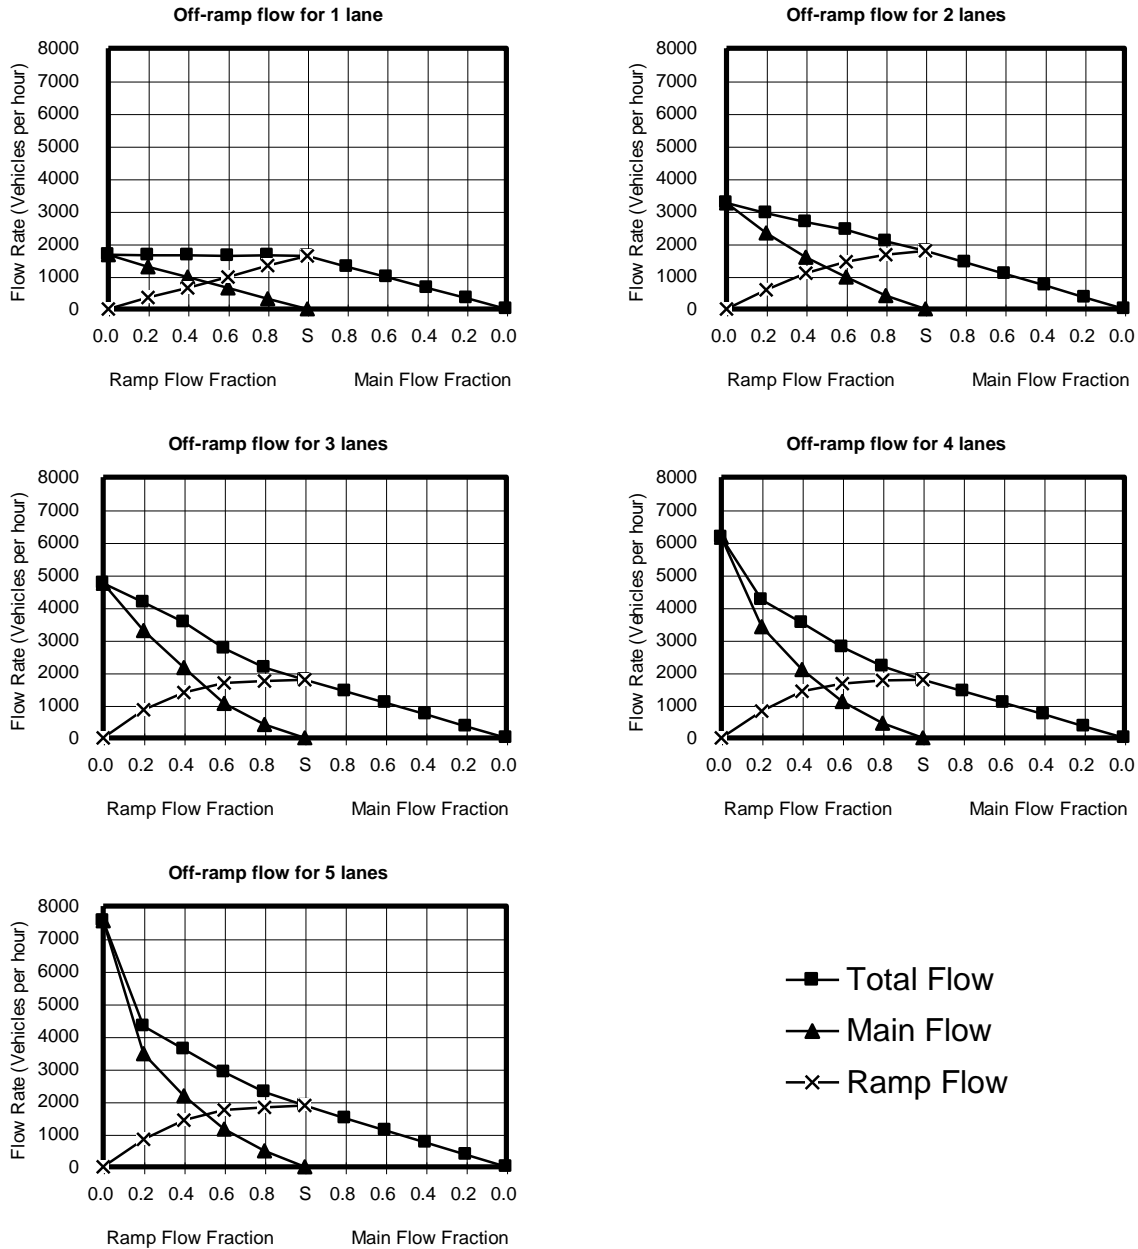 Off-ramp flow for 1 lane
Flow Rate (Vehicles per hour)
8000
7000
6000
5000
4000
3000
2000
1000
0
0.0 0.2 0.4 0.6 0.8 S 0.8 0.6 0.4 0.2 0.0
Ramp Flow Fraction Main Flow Fraction
Off-ramp flow for 2 lanes
Flow Rate (Vehicles per hour)
8000
7000
6000
5000
4000
3000
2000
1000
0
0.0 0.2 0.4 0.6 0.8 S 0.8 0.6 0.4 0.2 0.0
Ramp Flow Fraction Main Flow Fraction
Off-ramp flow for 3 lanes
Flow Rate (Vehicles per hour)
8000
7000
6000
5000
4000
3000
2000
1000
0
0.0 0.2 0.4 0.6 0.8 S 0.8 0.6 0.4 0.2 0.0
Ramp Flow Fraction Main Flow Fraction
Off-ramp flow for 4 lanes
Flow Rate (Vehicles per hour)
8000
7000
6000
5000
4000
3000
2000
1000
0
0.0 0.2 0.4 0.6 0.8 S 0.8 0.6 0.4 0.2 0.0
Ramp Flow Fraction Main Flow Fraction
Off-ramp flow for 5 lanes
Flow Rate (Vehicles per hour)
8000
7000
6000
5000
4000
3000
2000
1000
0
0.0 0.2 0.4 0.6 0.8 S 0.8 0.6 0.4 0.2 0.0
Ramp Flow Fraction Main Flow Fraction
Total Flow
Main Flow
Ramp Flow